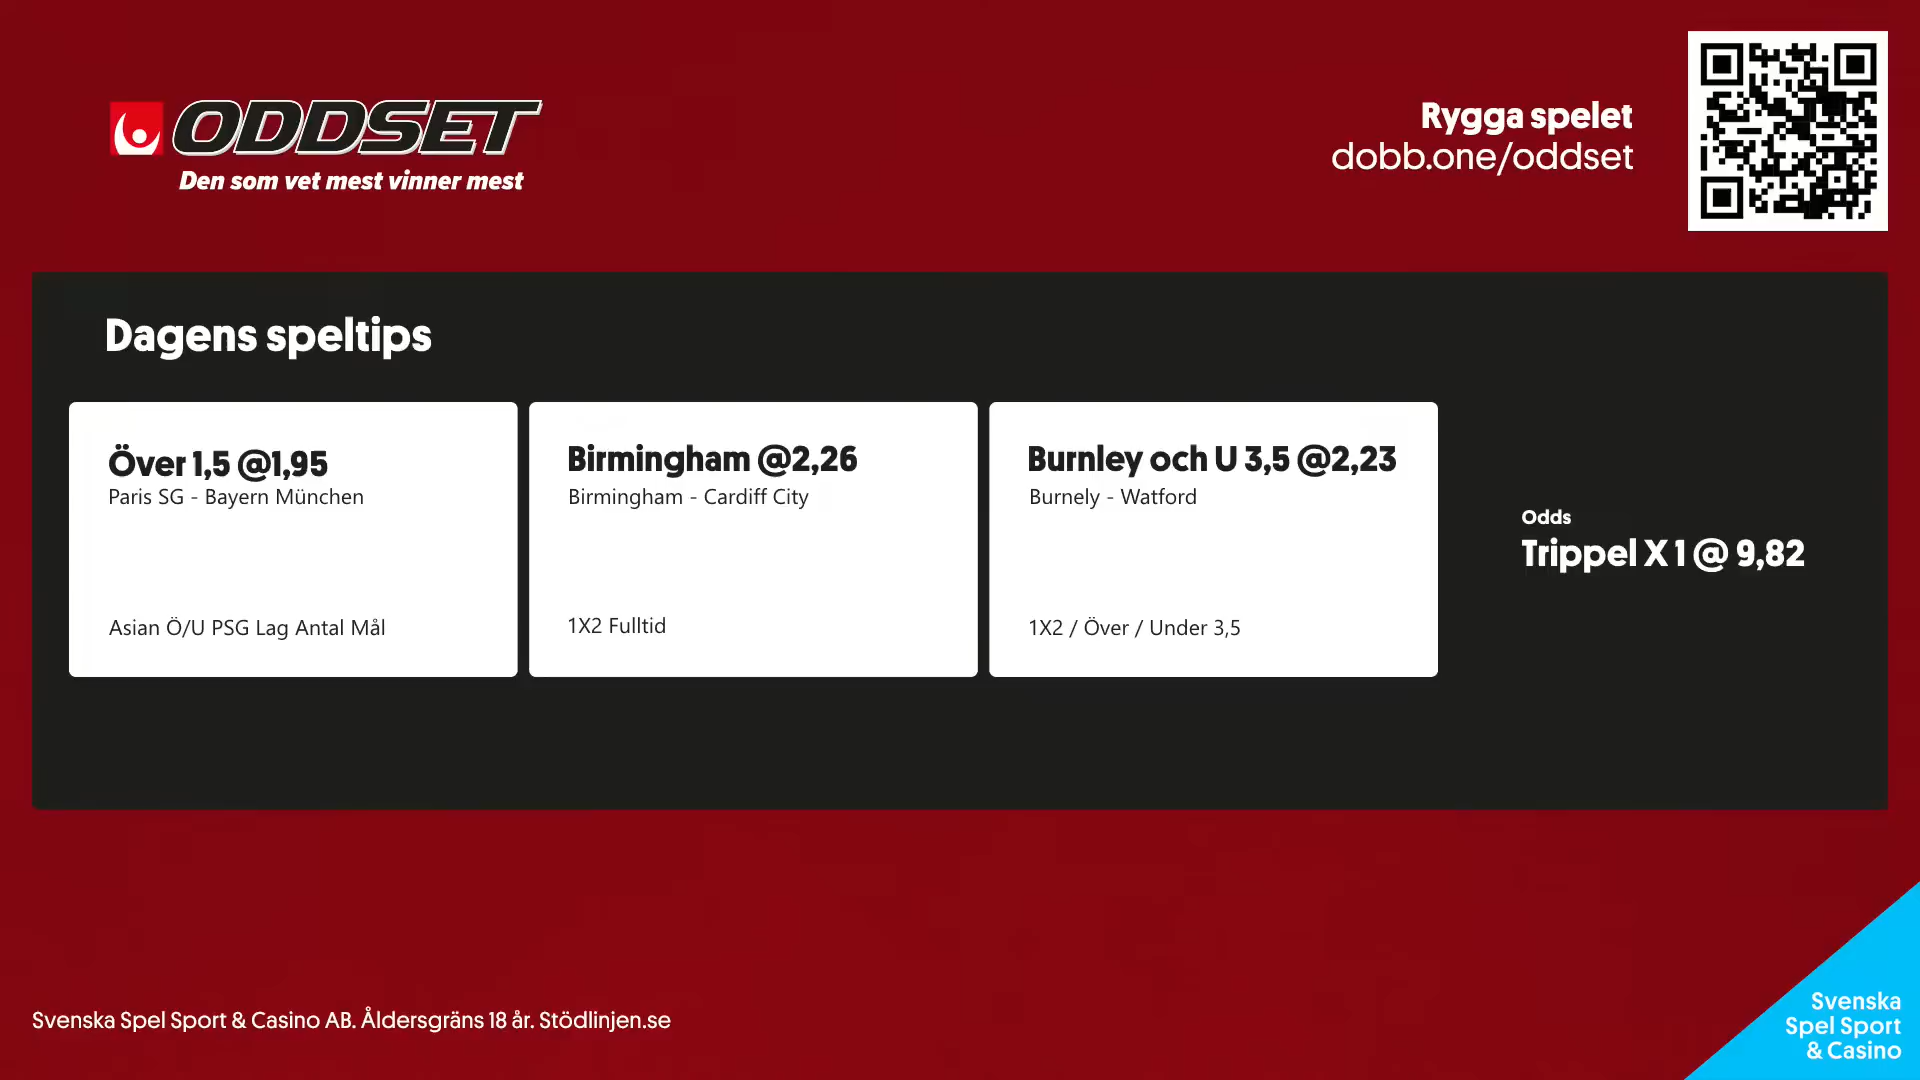 ODDSET
Den som vet mest vinner mest
Rygga spelet
dobb.one/oddset
Dagens speltips
Över 1,5 @1,95
Paris SG - Bayern München
Asian Ö/U PSG Lag Antal Mål
Birmingham @2,26
Birmingham - Cardiff City
1X2 Fulltid
Burnley och U 3,5 @2,23
Burnely - Watford
1X2 / Över / Under 3,5
Odds
Trippel X 1 @ 9,82
Svenska Spel Sport & Casino AB. Åldersgräns 18 år. Stödlinjen.se
Svenska
Spel Sport
& Casino